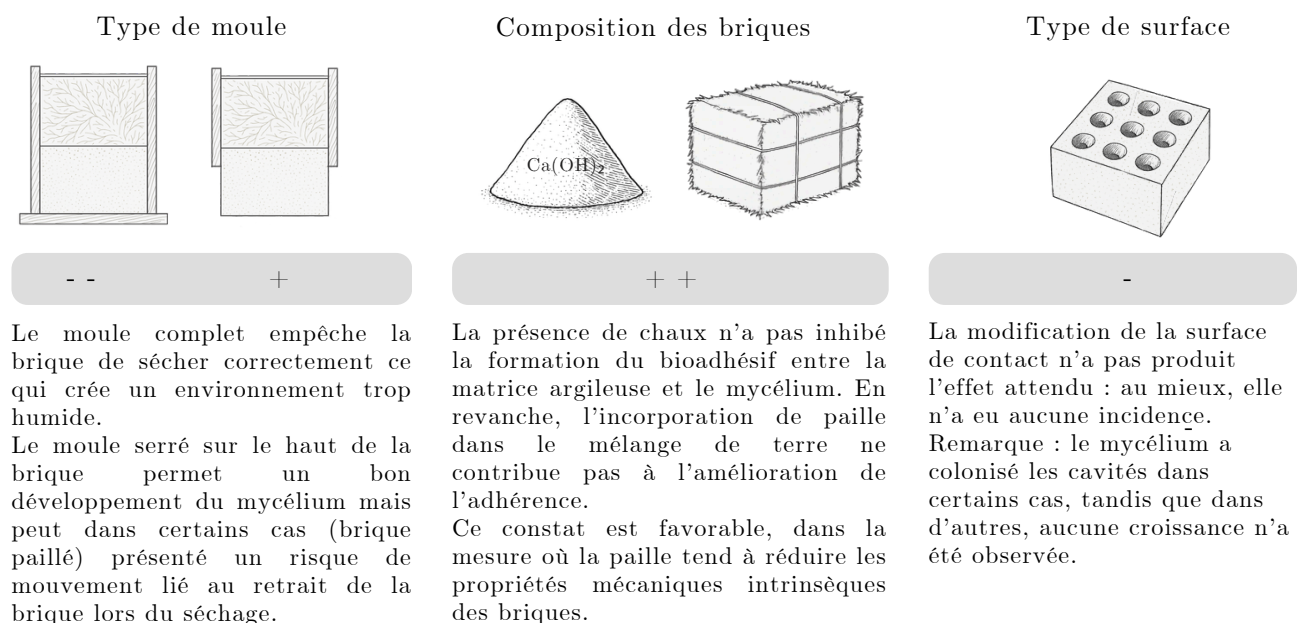 Type de moule
- -
+
Le moule complet empêche la
brique de sécher correctement ce
qui crée un environnement trop
humide.
Le moule serré sur le haut de la
brique permet un bon
développement du mycélium mais
peut dans certains cas (brique
paillé) présenté un risque de
mouvement lié au retrait de la
brique lors du séchage.
Composition des briques
Ca(OH)₂
+ +
La présence de chaux n'a pas inhibé
la formation du bioadhésif entre la
matrice argileuse et le mycélium. En
revanche, l'incorporation de paille
dans le mélange de terre ne
contribue pas à l'amélioration de
l'adhérence.
Ce constat est favorable, dans la
mesure où la paille tend à réduire les
propriétés mécaniques intrinsèques
des briques.
Type de surface
-
La modification de la surface
de contact n'a pas produit
l'effet attendu : au mieux, elle
n'a eu aucune incidence.
Remarque : le mycélium a
colonisé les cavités dans
certains cas, tandis que dans
d'autres, aucune croissance n'a
été observée.